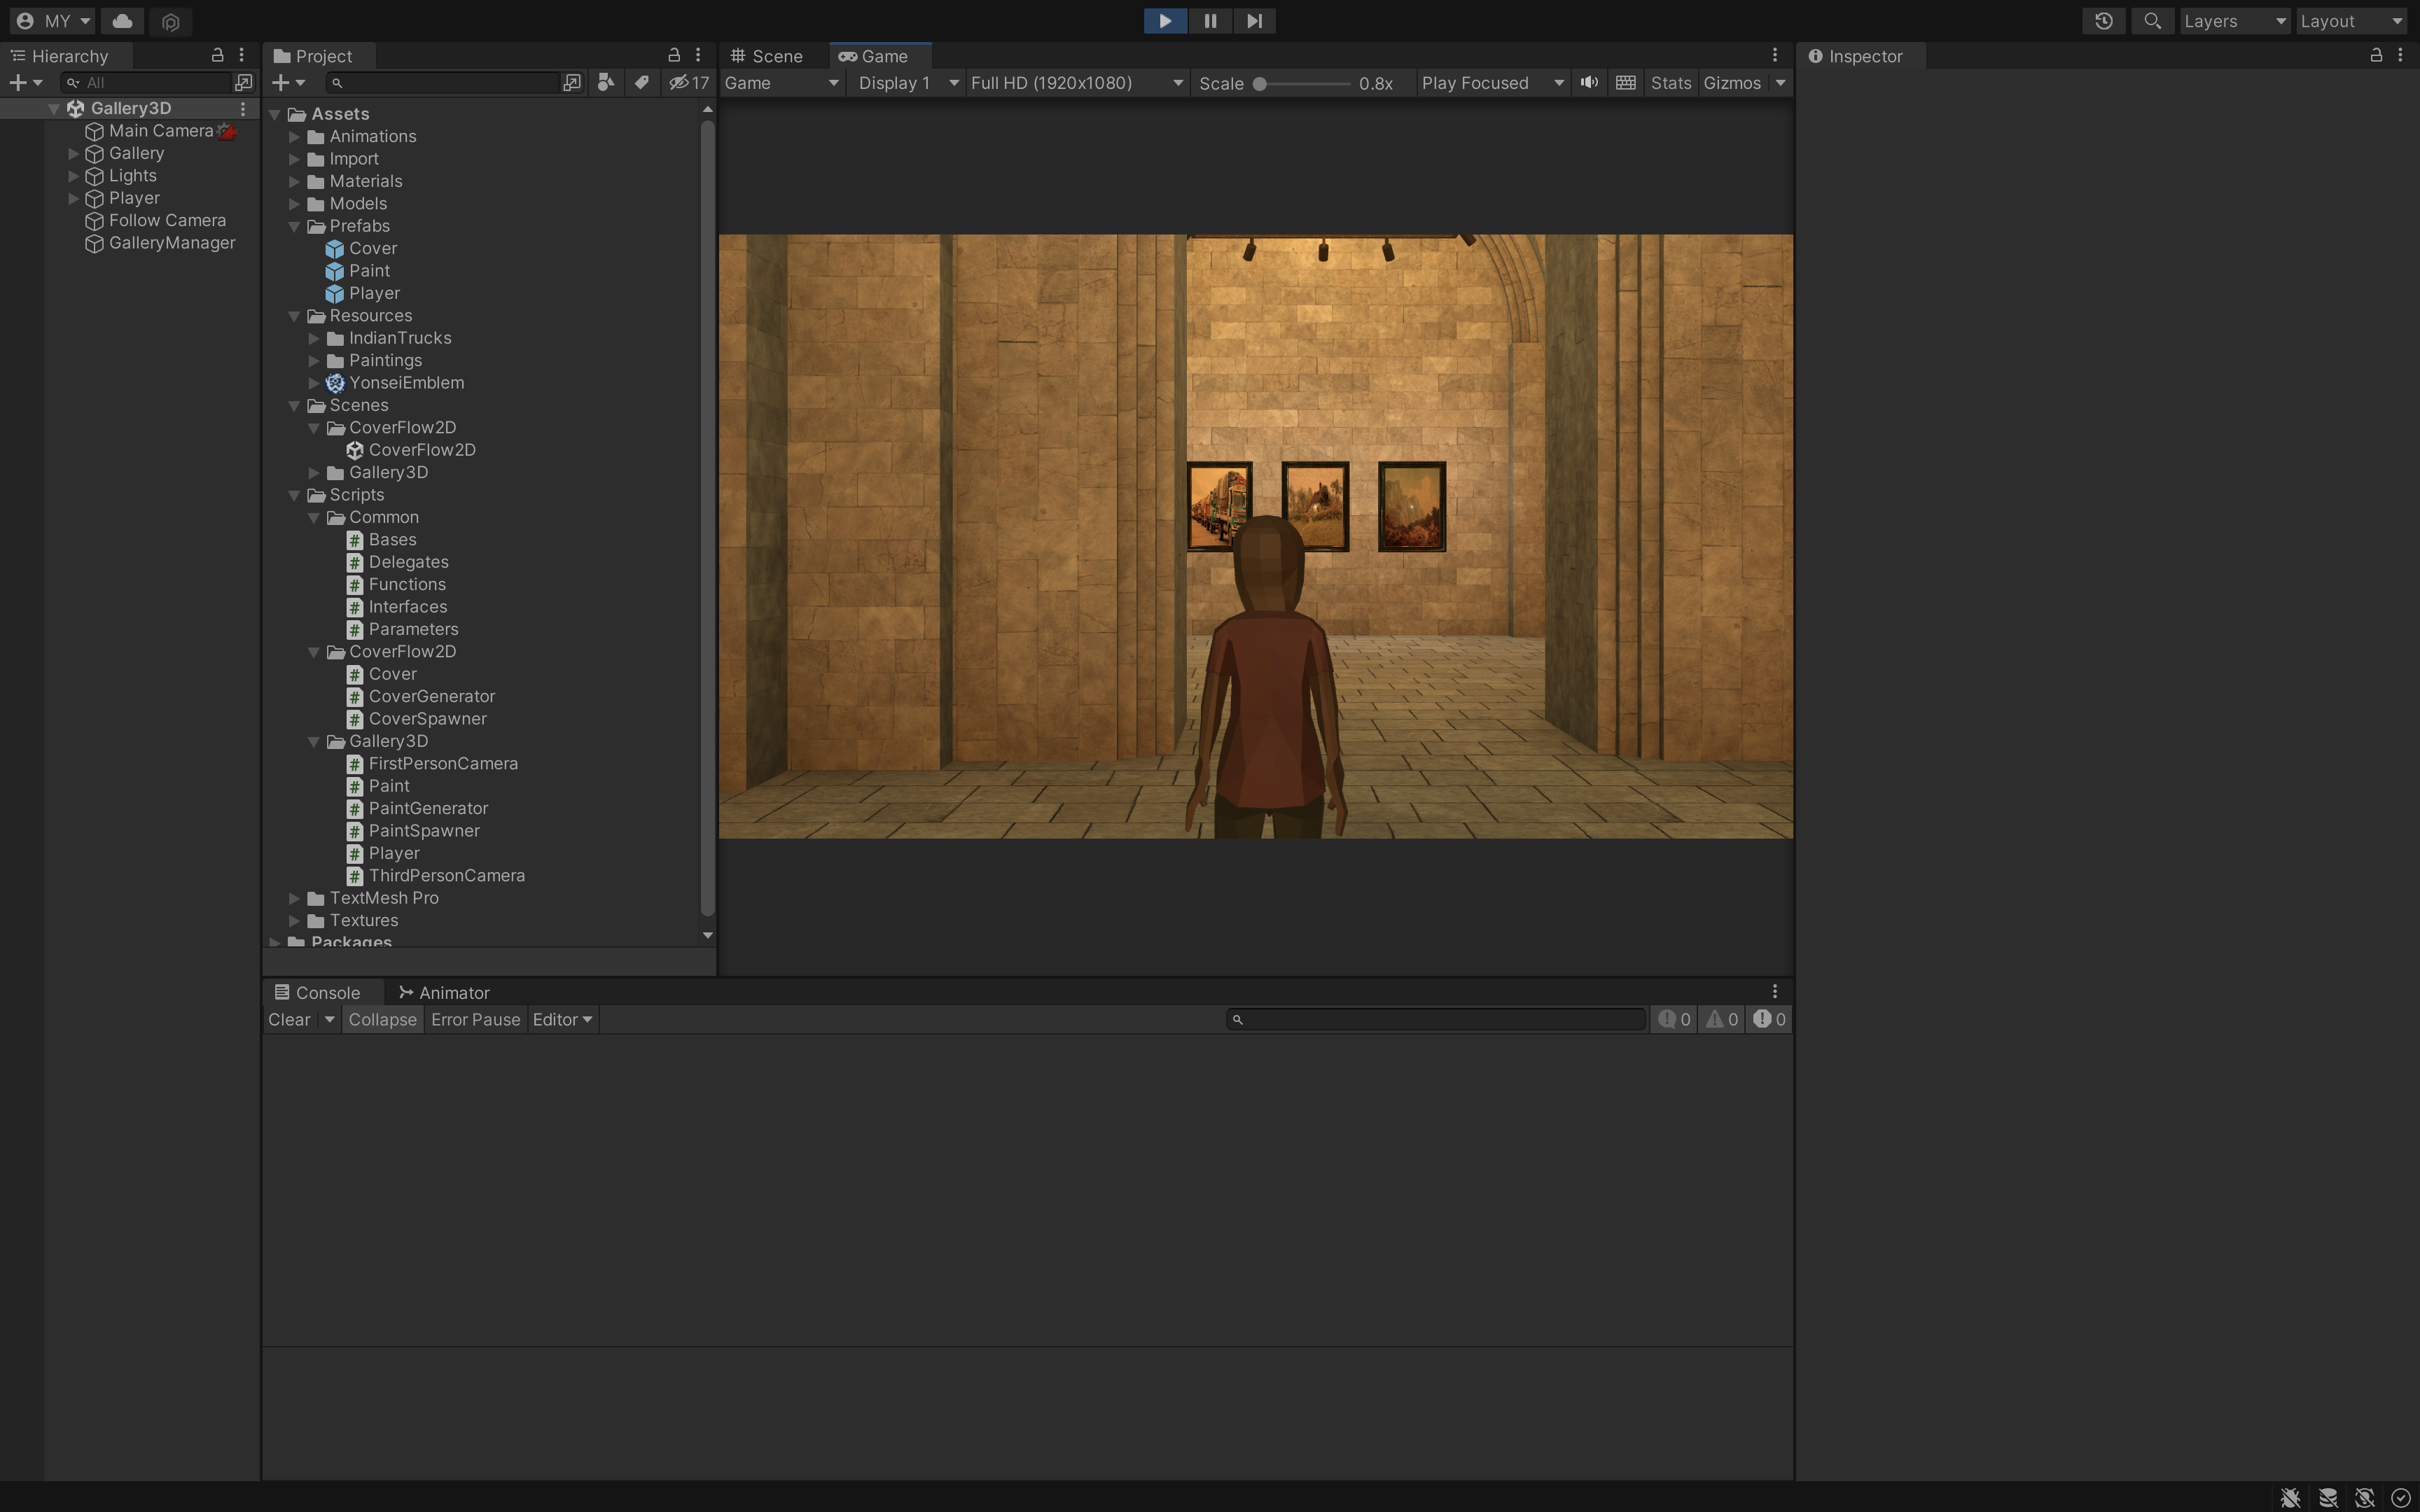 MY
Layers
Layout
Hierarchy
All
Gallery3D
Main Camera
Gallery
Lights
Player
Follow Camera
GalleryManager
Project
17
Assets
Animations
Import
Materials
Models
Prefabs
Cover
Paint
Player
Resources
IndianTrucks
Paintings
YonseiEmblem
Scenes
CoverFlow2D
CoverFlow2D
Gallery3D
Scripts
Common
# Bases
# Delegates
# Functions
# Interfaces
# Parameters
CoverFlow2D
# Cover
# CoverGenerator
# CoverSpawner
Gallery3D
# FirstPersonCamera
# Paint
# PaintGenerator
# PaintSpawner
# Player
# ThirdPersonCamera
TextMesh Pro
Textures
Packages
Scene Game
Game Display 1 Full HD (1920x1080) Scale 0.8x Play Focused Stats Gizmos
Console Animator
Clear Collapse Error Pause Editor
0 0 0
Inspector